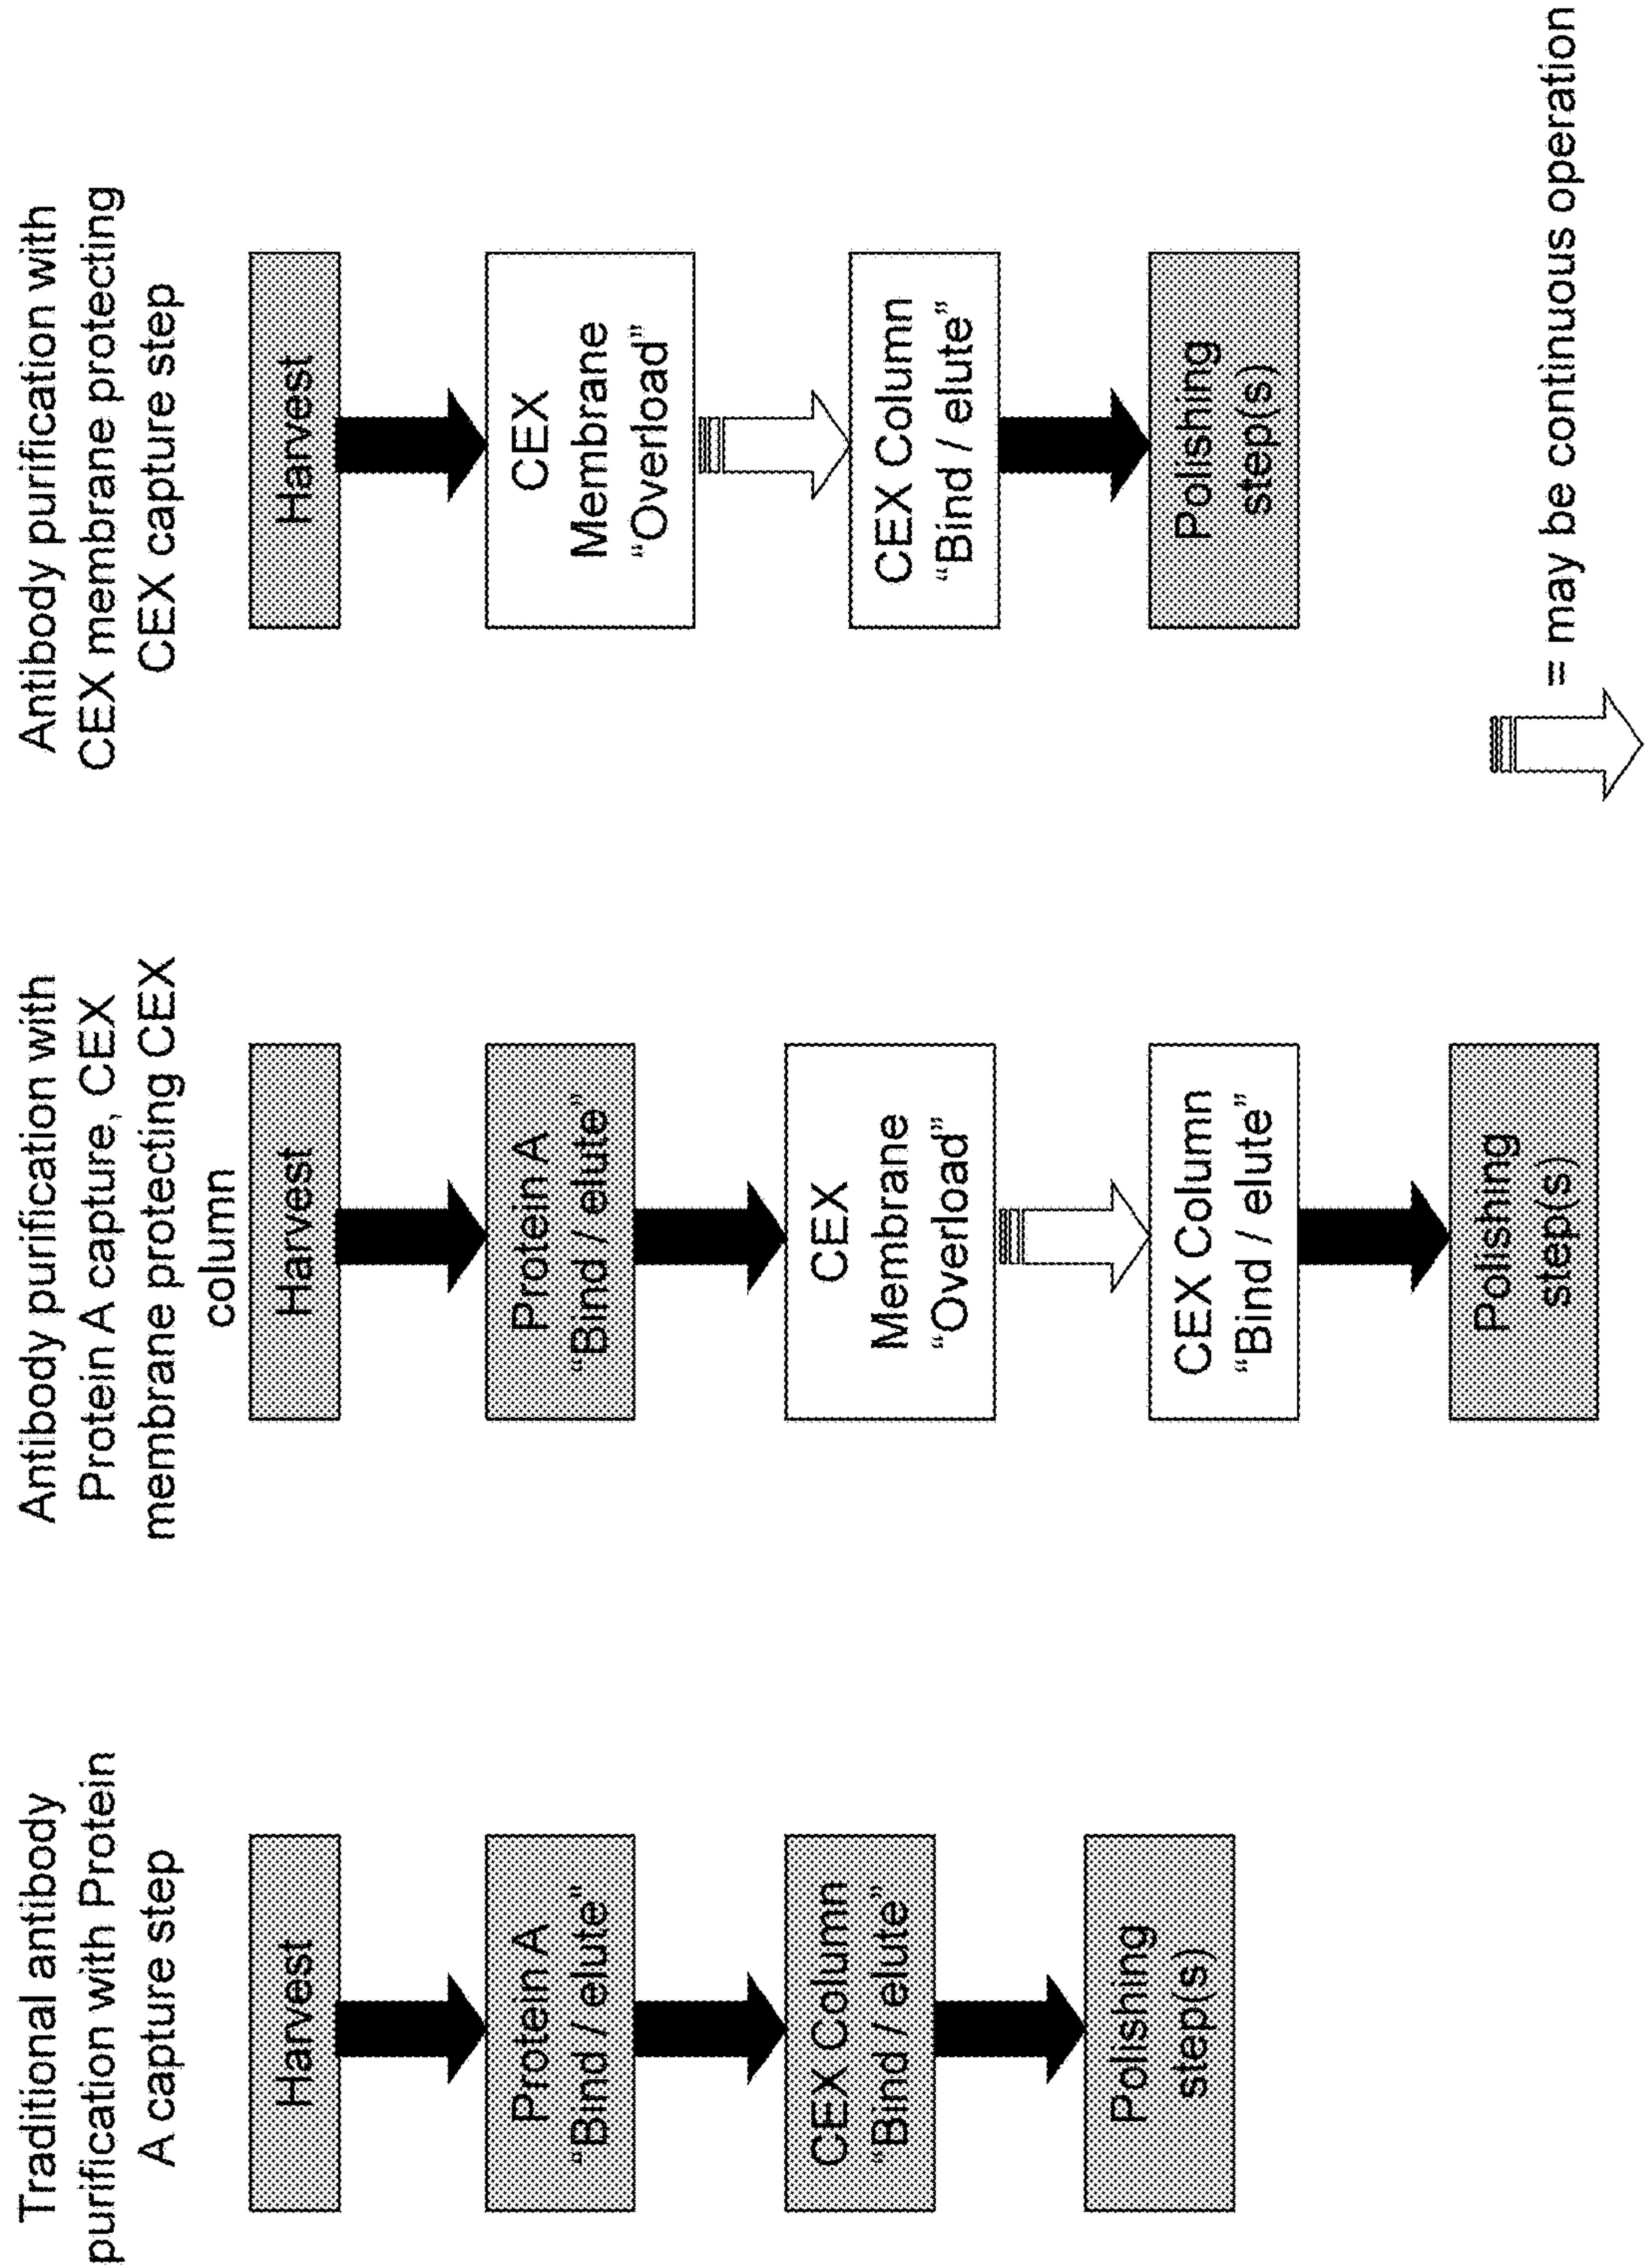 Traditional antibody
purification with Protein
A capture step
Harvest
Protein A
“Bind / elute”
CEX Column
“Bind / elute”
Polishing
step(s)
Antibody purification with
Protein A capture, CEX
membrane protecting CEX
column
Harvest
Protein A
“Bind / elute”
CEX
Membrane
“Overload”
CEX Column
“Bind / elute”
Polishing
step(s)
Antibody purification with
CEX membrane protecting
CEX capture step
Harvest
CEX
Membrane
“Overload”
CEX Column
“Bind / elute”
Polishing
step(s)
= may be continuous operation